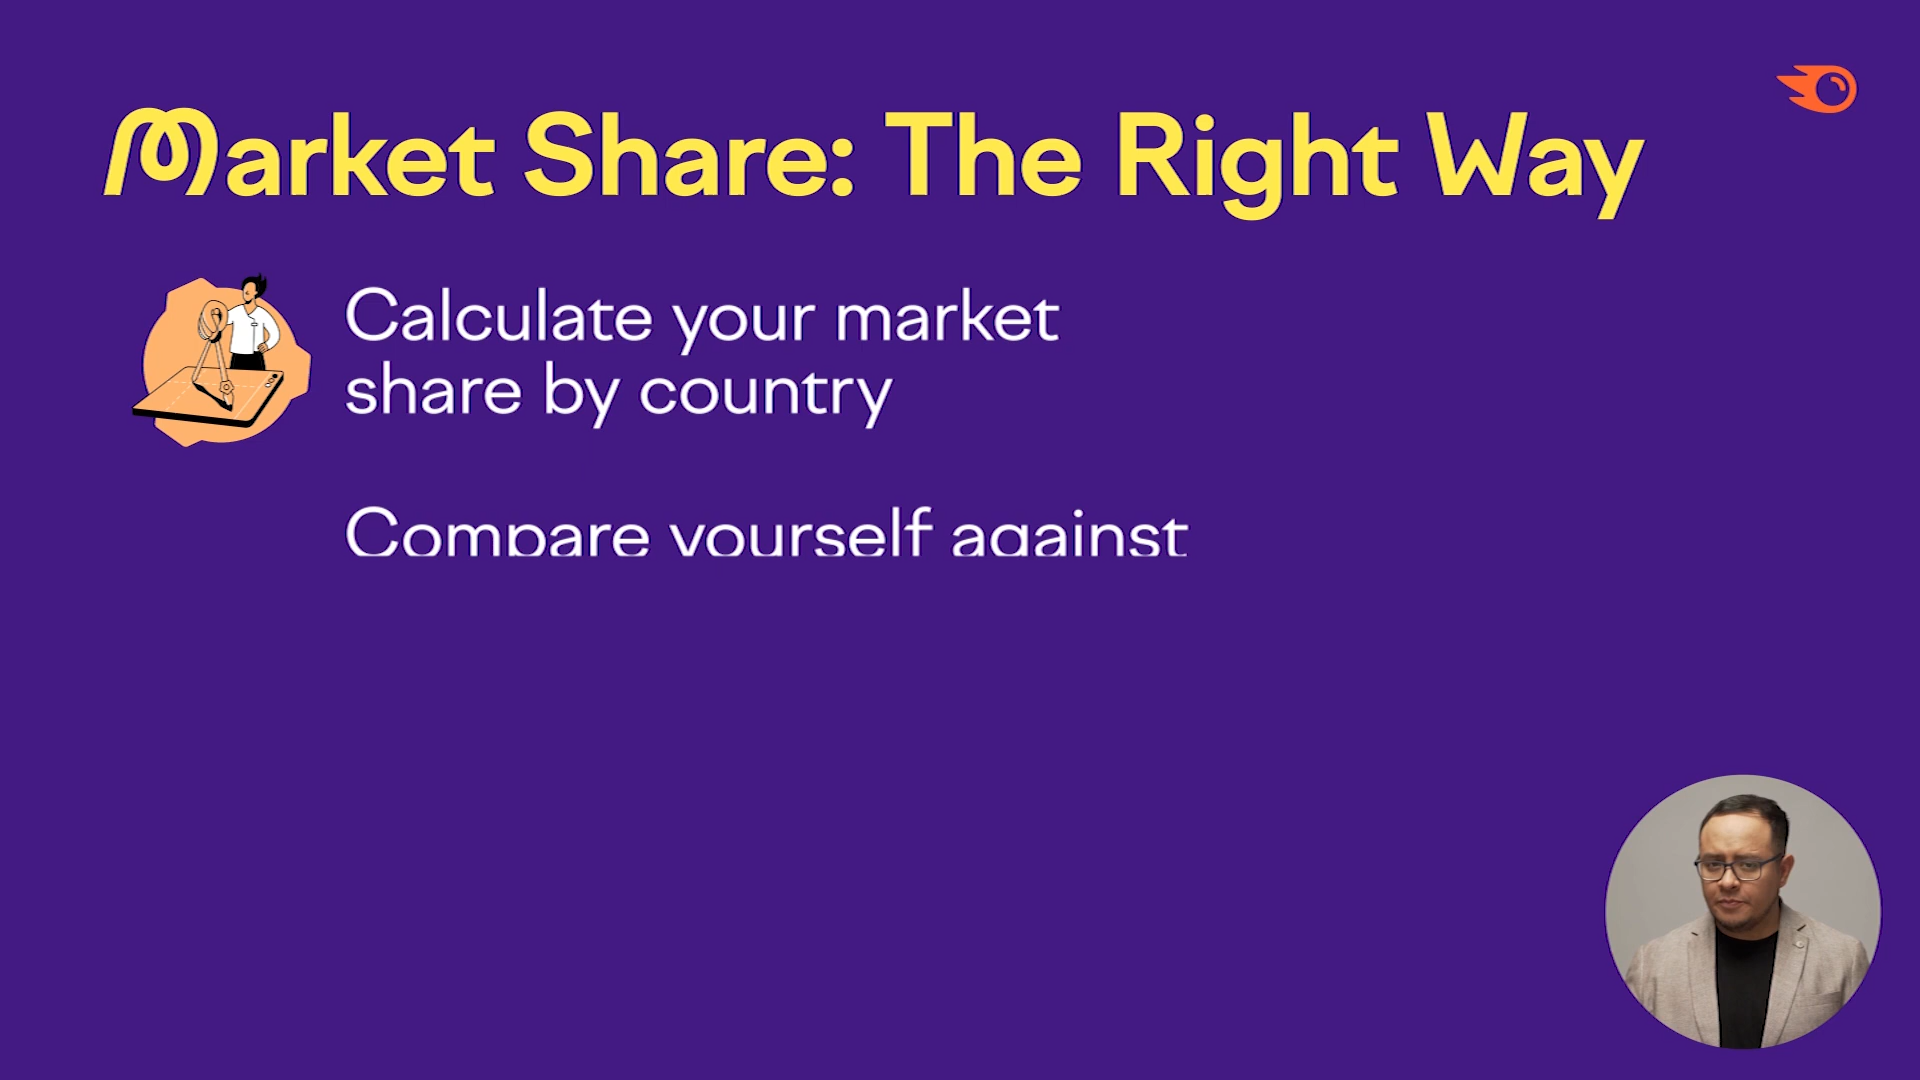 Market Share: The Right Way
Calculate your market
share by country
Compare yourself against